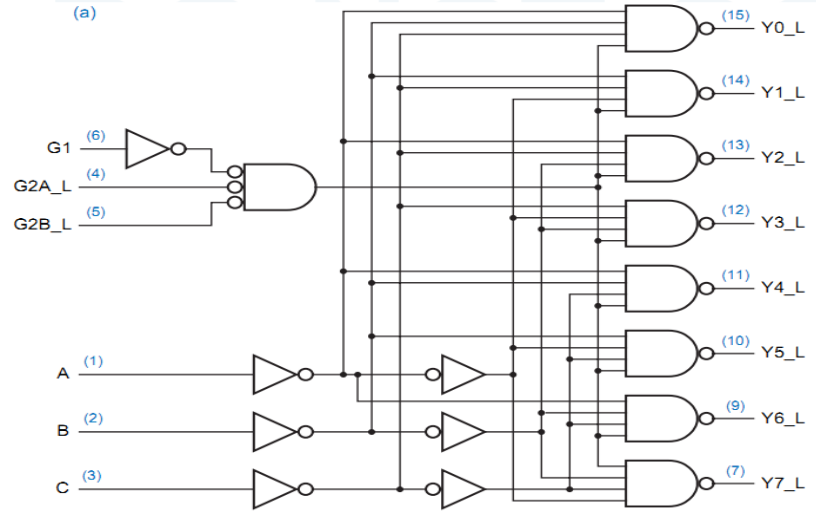 (a)
(15) Y0_L
(14) Y1_L
G1 (6)
(13) Y2_L
G2A_L (4)
(5)
G2B_L
(12) Y3_L
(11) Y4_L
(10) Y5_L
A (1)
(9) Y6_L
B (2)
(7) Y7_L
C (3)